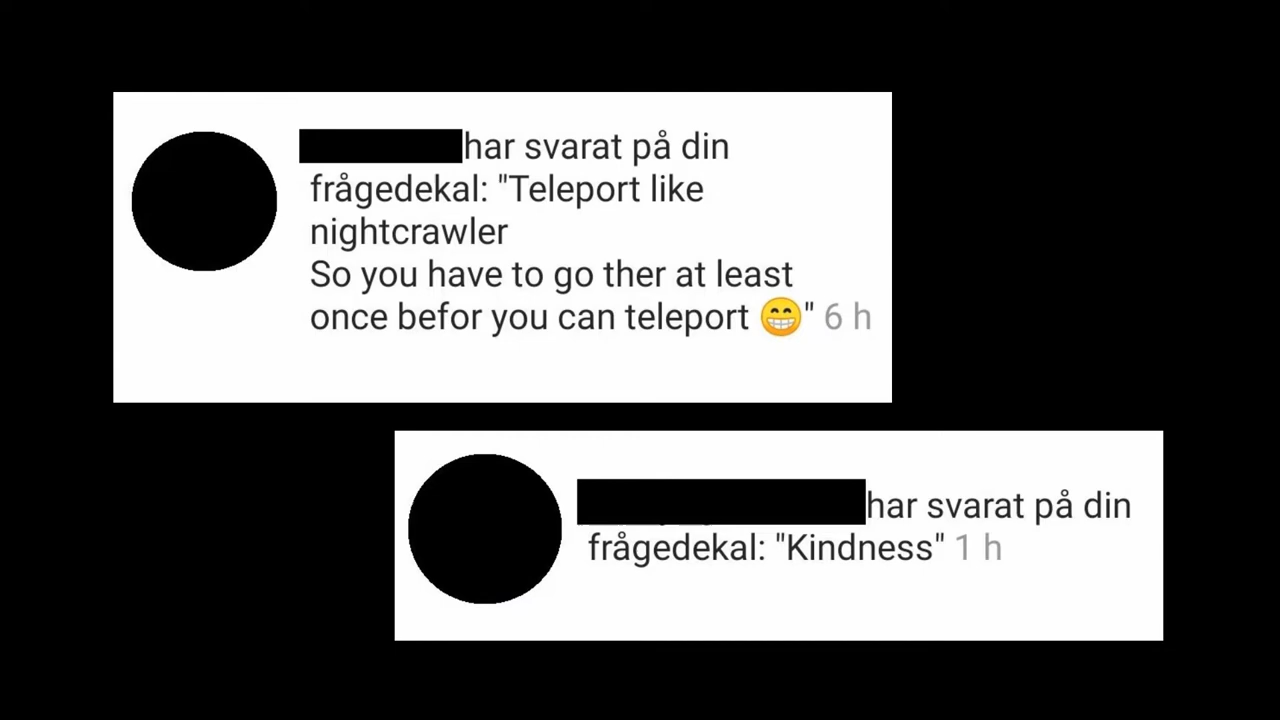 har svarat på din
frågedekal: "Teleport like
nightcrawler
So you have to go ther at least
once befor you can teleport 😁" 6 h
har svarat på din
frågedekal: "Kindness" 1 h